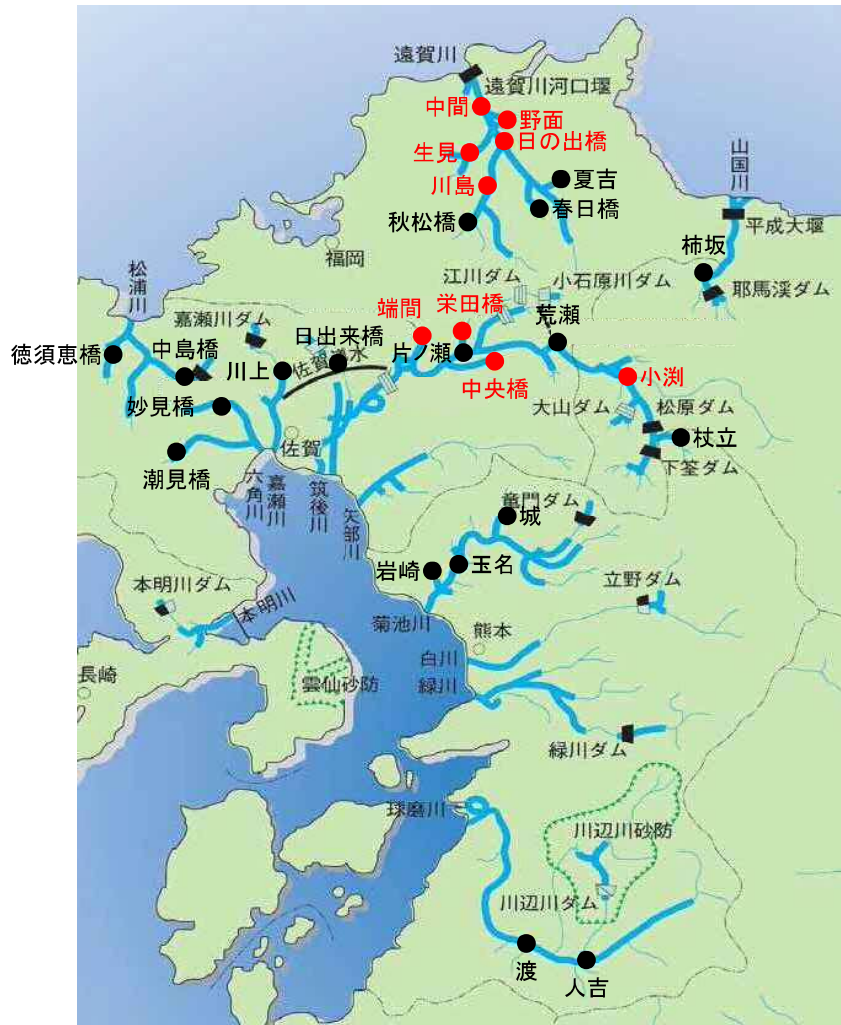 遠賀川
遠賀川河口堰
中間
野面
日の出橋
生見
川島
夏吉
春日橋
秋松橋
山国川
平成大堰
柿坂
耶馬渓ダム
福岡
江川ダム
小石原川ダム
松浦川
嘉瀬川ダム
端間
栄田橋
荒瀬
徳須恵橋
中島橋
川上
日出来橋
佐賀導水
片ノ瀬
中央橋
小渕
妙見橋
大山ダム
松原ダム
杖立
下筌ダム
潮見橋
佐賀
六角川
嘉瀬川
筑後川
矢部川
竜門ダム
城
岩崎
玉名
立野ダム
本明川ダム
本明川
菊池川
熊本
白川
緑川
長崎
雲仙砂防
緑川ダム
球磨川
川辺川砂防
川辺川ダム
渡
人吉